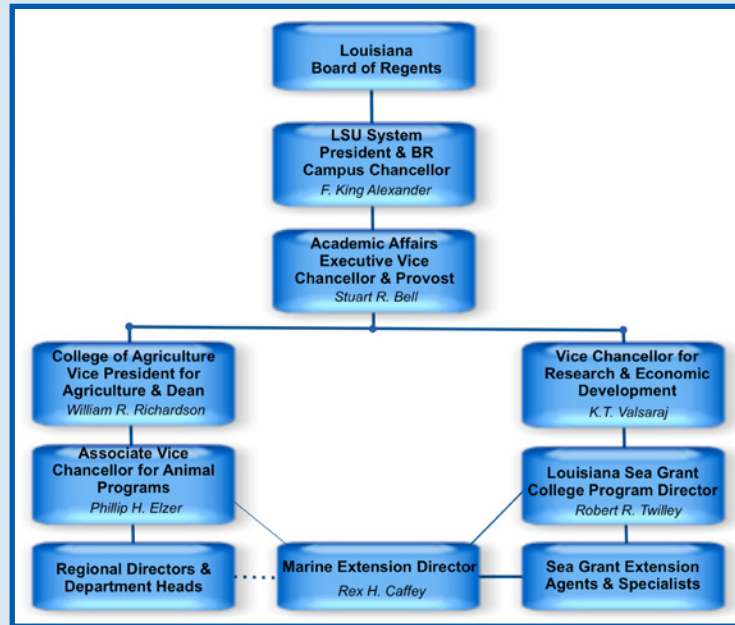 Louisiana
Board of Regents
LSU System
President & BR
Campus Chancellor
F. King Alexander
Academic Affairs
Executive Vice
Chancellor & Provost
Stuart R. Bell
College of Agriculture
Vice President for
Agriculture & Dean
William R. Richardson
Vice Chancellor for
Research & Economic
Development
K.T. Valsaraj
Associate Vice
Chancellor for Animal
Programs
Phillip H. Elzer
Louisiana Sea Grant
College Program Director
Robert R. Twilley
Regional Directors &
Department Heads
Marine Extension Director
Rex H. Caffey
Sea Grant Extension
Agents & Specialists